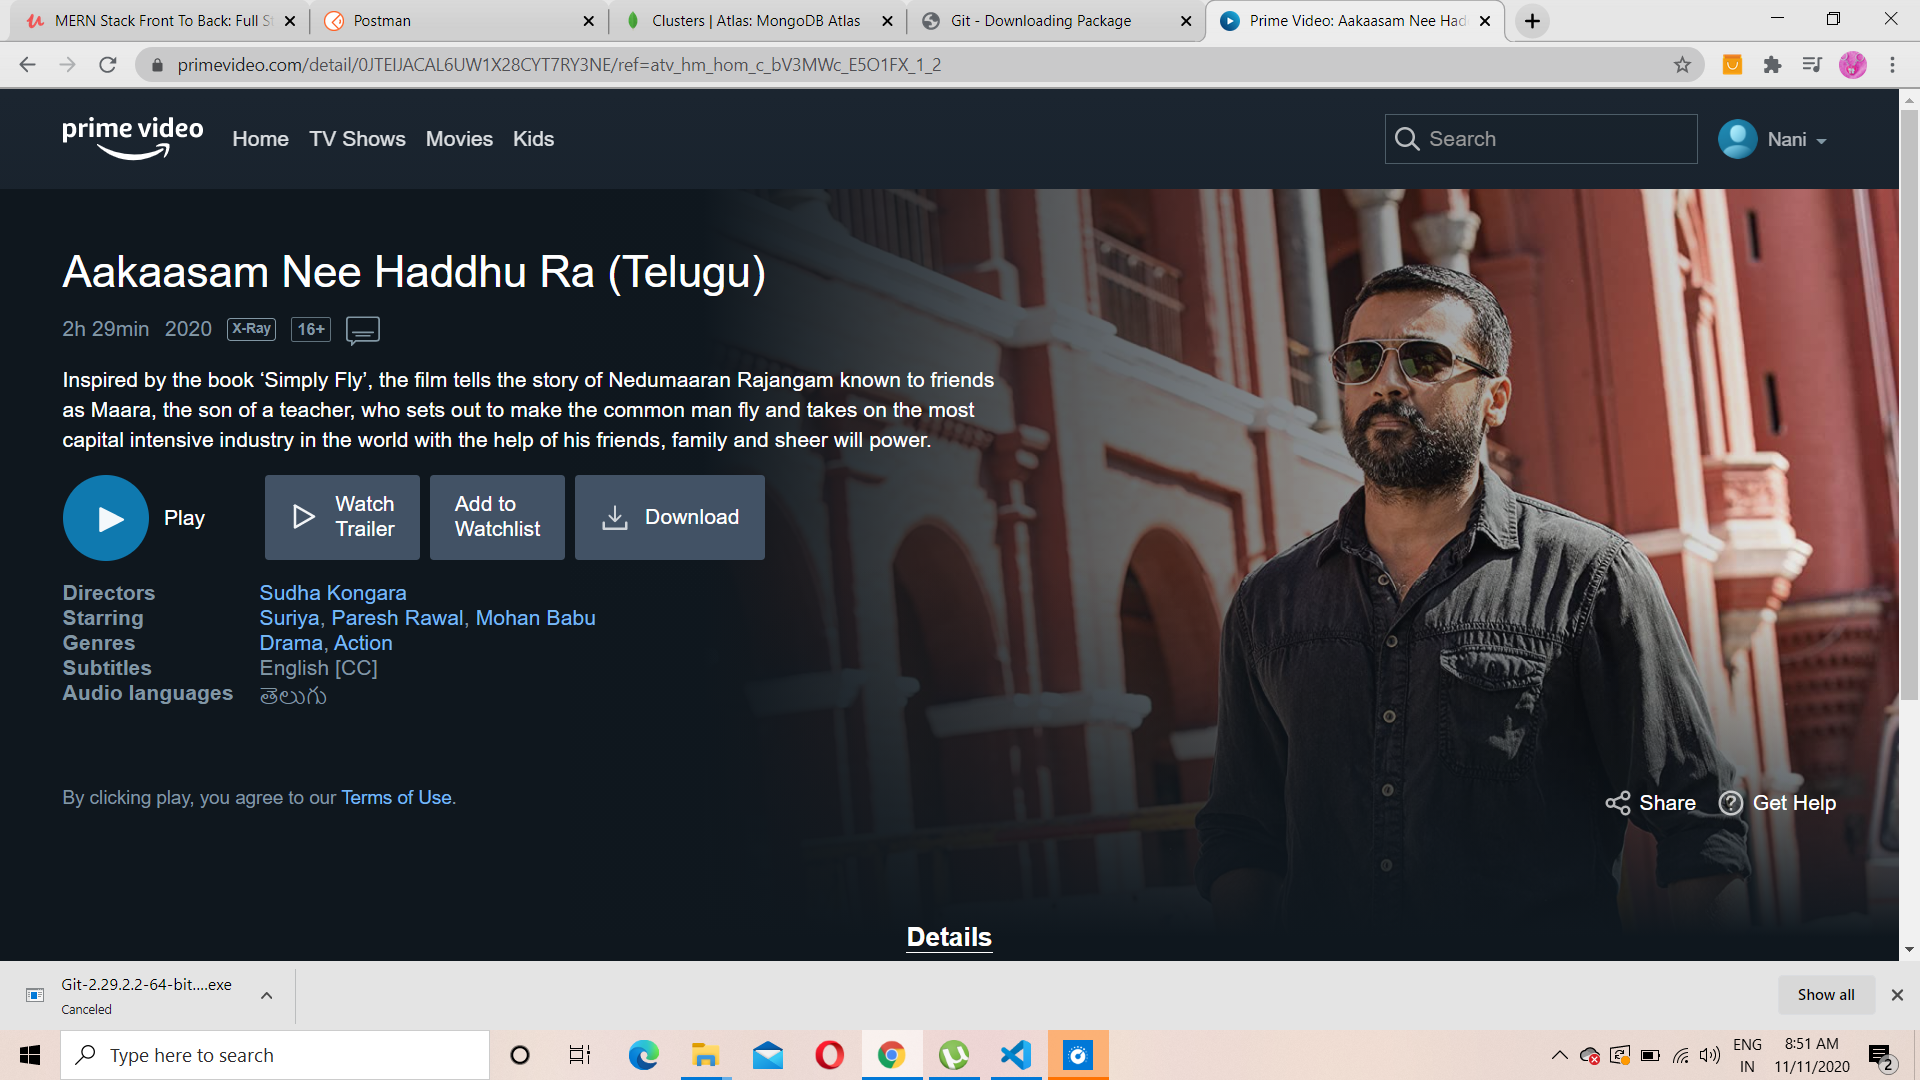 MERN Stack Front To Back: Full S
Postman
Clusters | Atlas: MongoDB Atlas
Git - Downloading Package
Prime Video: Aakaasam Nee Had
primevideo.com/detail/0JTEIJACAL6UW1X28CYT7RY3NE/ref=atv_hm_hom_c_bV3MWc_E5O1FX_1_2
prime video
Home
TV Shows
Movies
Kids
Search
Nani
Aakaasam Nee Haddhu Ra (Telugu)
2h 29min 2020 X-Ray 16+
Inspired by the book ‘Simply Fly’, the film tells the story of Nedumaaran Rajangam known to friends
as Maara, the son of a teacher, who sets out to make the common man fly and takes on the most
capital intensive industry in the world with the help of his friends, family and sheer will power.
Play
Watch
Trailer
Add to
Watchlist
Download
Directors Sudha Kongara
Starring Suriya, Paresh Rawal, Mohan Babu
Genres Drama, Action
Subtitles English [CC]
Audio languages తెలుగు
By clicking play, you agree to our Terms of Use.
Share
Get Help
Details
Git-2.29.2.2-64-bit....exe
Canceled
Show all
Type here to search
ENG
IN
8:51 AM
11/11/2020
2